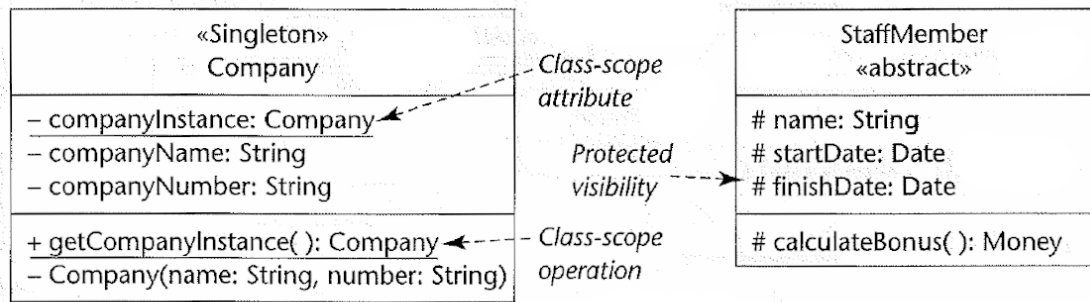 «Singleton»
Company
– companyInstance: Company
– companyName: String
– companyNumber: String
+ getCompanyInstance( ): Company
– Company(name: String, number: String)
Class-scope
attribute
Protected
visibility
Class-scope
operation
StaffMember
«abstract»
# name: String
# startDate: Date
# finishDate: Date
# calculateBonus( ): Money